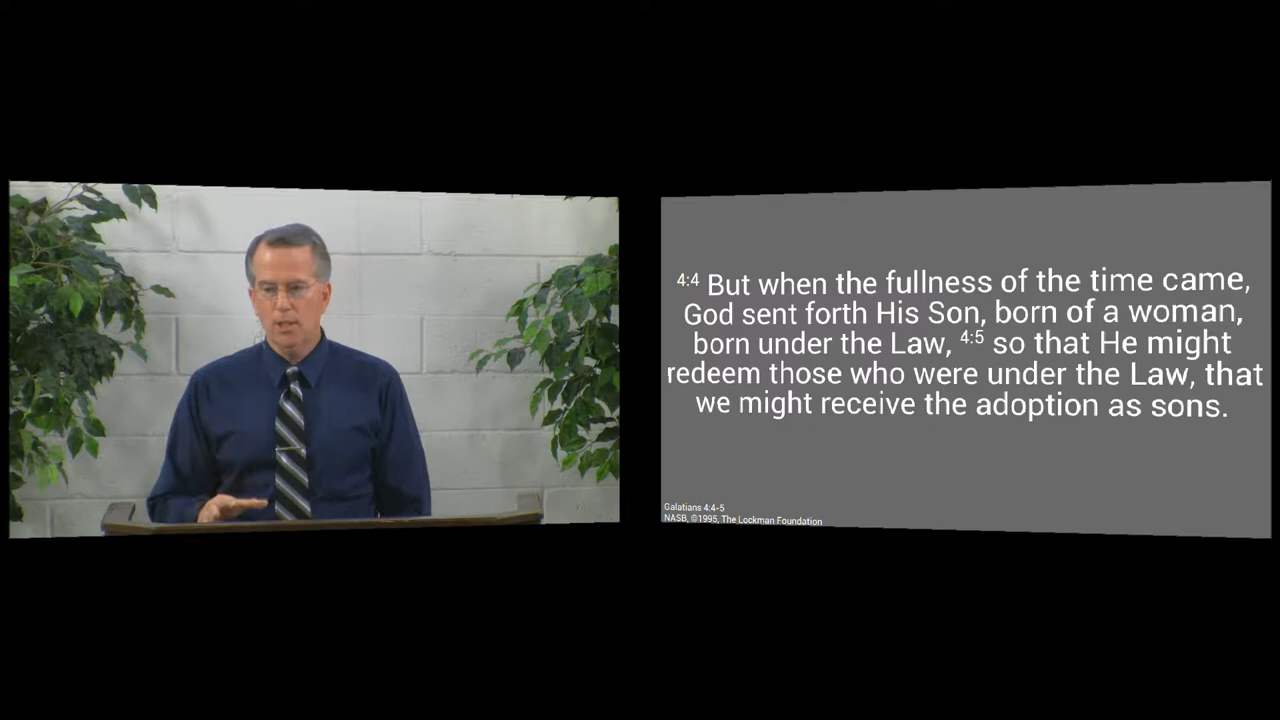 4:4 But when the fullness of the time came,
God sent forth His Son, born of a woman,
born under the Law, 4:5 so that He might
redeem those who were under the Law, that
we might receive the adoption as sons.
Galatians 4:4-5
NASB, ©1995, The Lockman Foundation